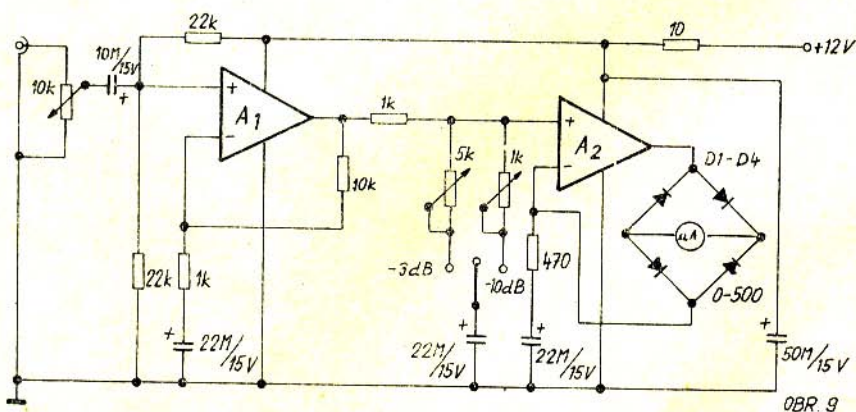 22k
10
+12V
10M/15V
+
10k
+
-
A1
1k
10k
5k
1k
+
-
A2
D1-D4
µA
0-500
22k
1k
-3dB
-10dB
470
+
22M/15V
+
22M/15V
+
22M/15V
+
50M/15V
OBR. 9